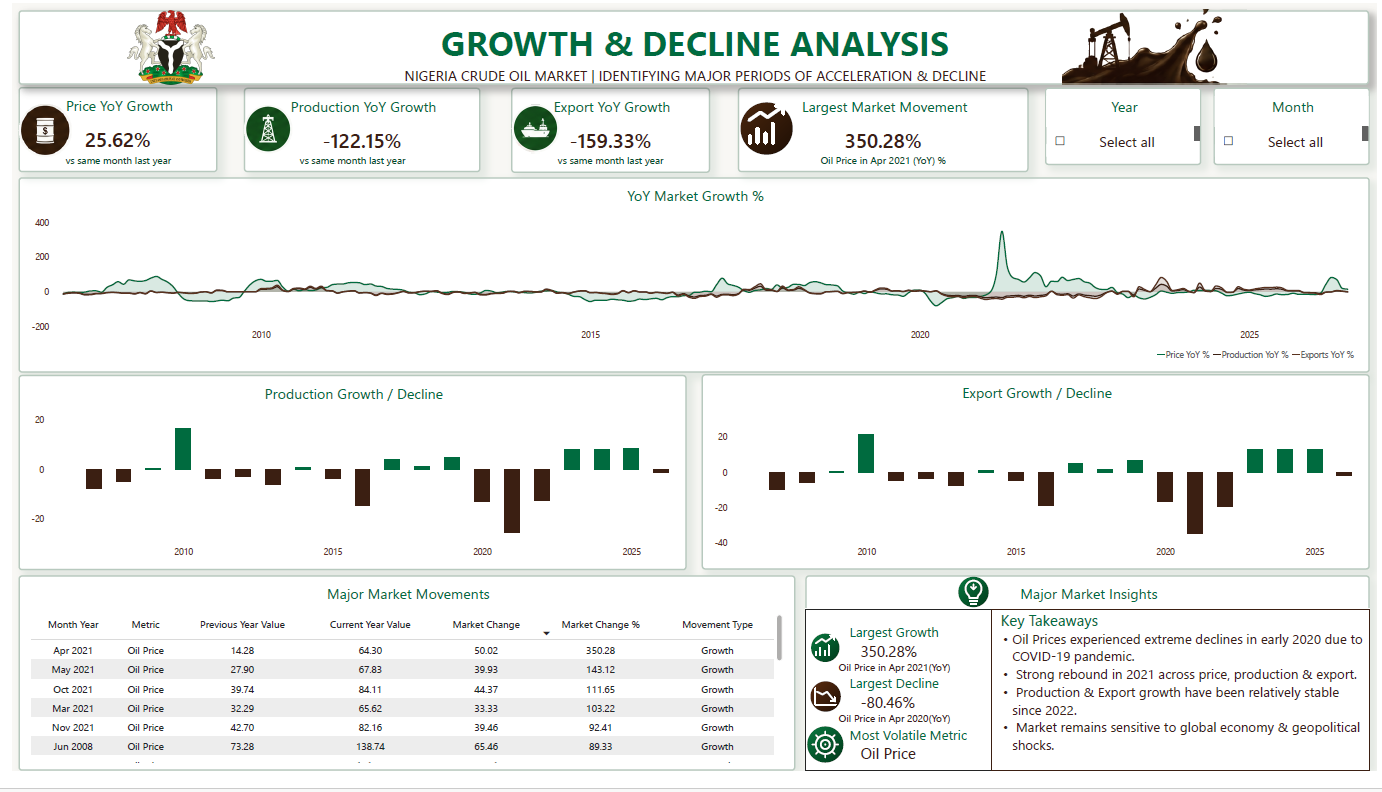 GROWTH & DECLINE ANALYSIS
NIGERIA CRUDE OIL MARKET | IDENTIFYING MAJOR PERIODS OF ACCELERATION & DECLINE
Price YoY Growth
25.62%
vs same month last year
Production YoY Growth
-122.15%
vs same month last year
Export YoY Growth
-159.33%
vs same month last year
Largest Market Movement
350.28%
Oil Price in Apr 2021 (YoY) %
Year
Select all
Month
Select all
YoY Market Growth %
400
200
0
-200
2010 2015 2020 2025
Price YoY % Production YoY % Exports YoY %
Production Growth / Decline
20
0
-20
2010 2015 2020 2025
Export Growth / Decline
20
0
-20
-40
2010 2015 2020 2025
Major Market Movements
Month Year Metric Previous Year Value Current Year Value Market Change Market Change % Movement Type
Apr 2021 Oil Price 14.28 64.30 50.02 350.28 Growth
May 2021 Oil Price 27.90 67.83 39.93 143.12 Growth
Oct 2021 Oil Price 39.74 84.11 44.37 111.65 Growth
Mar 2021 Oil Price 32.29 65.62 33.33 103.22 Growth
Nov 2021 Oil Price 42.70 82.16 39.46 92.41 Growth
Jun 2008 Oil Price 73.28 138.74 65.46 89.33 Growth
Major Market Insights
Largest Growth
350.28%
Oil Price in Apr 2021(YoY)
Largest Decline
-80.46%
Oil Price in Apr 2020(YoY)
Most Volatile Metric
Oil Price
Key Takeaways
• Oil Prices experienced extreme declines in early 2020 due to
COVID-19 pandemic.
• Strong rebound in 2021 across price, production & export.
• Production & Export growth have been relatively stable
since 2022.
• Market remains sensitive to global economy & geopolitical
shocks.